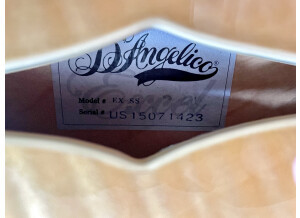 D'Angelico®
Model # EX-SS
Serial # US15071423